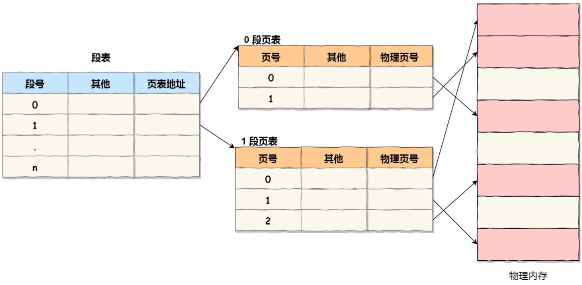 段表
段号 其他 页表地址
0
1
.
n
0 段页表
页号 其他 物理页号
0
1
1 段页表
页号 其他 物理页号
0
1
2
物理内存